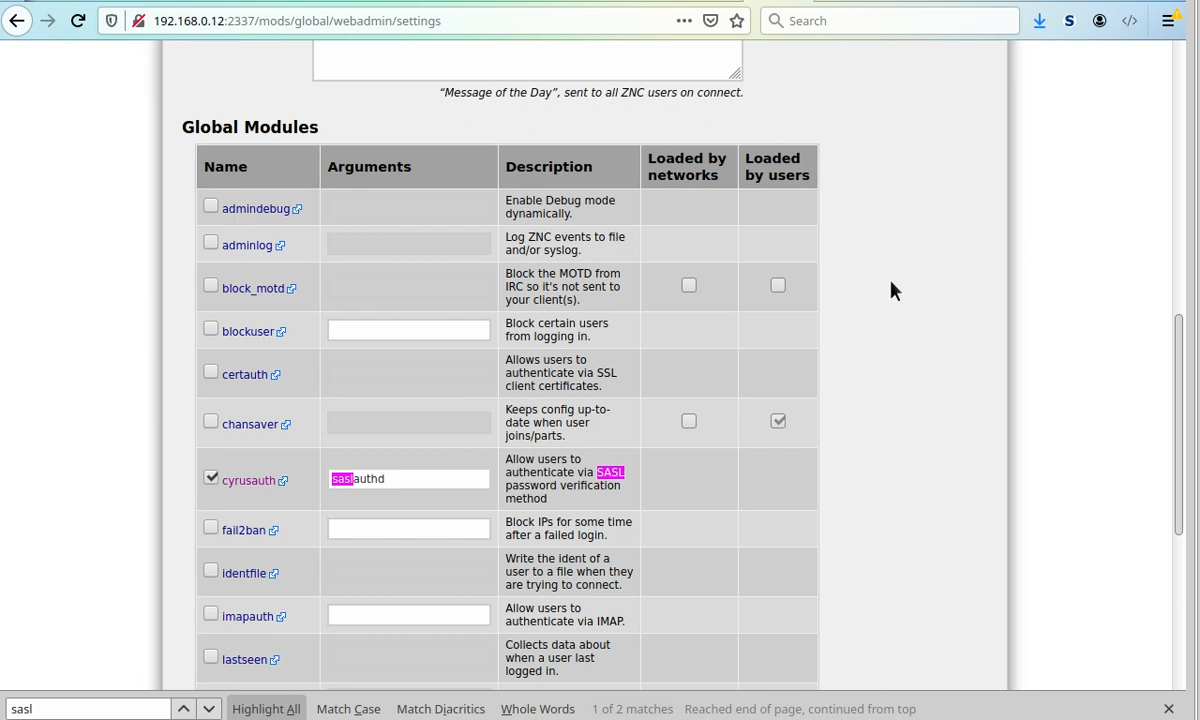 192.168.0.12:2337/mods/global/webadmin/settings
Search
“Message of the Day”, sent to all ZNC users on connect.
Global Modules
Name Arguments Description Loaded by networks Loaded by users
admindebug
Enable Debug mode
dynamically.
adminlog
Log ZNC events to file
and/or syslog.
block_motd
Block the MOTD from
IRC so it's not sent to
your client(s).
blockuser
Block certain users
from logging in.
certauth
Allows users to
authenticate via SSL
client certificates.
chansaver
Keeps config up-to-
date when user
joins/parts.
cyrusauth
saslauthd
Allow users to
authenticate via SASL
password verification
method
fail2ban
Block IPs for some time
after a failed login.
identfile
Write the ident of a
user to a file when they
are trying to connect.
imapauth
Allow users to
authenticate via IMAP.
lastseen
Collects data about
when a user last
logged in.
sasl Highlight All Match Case Match Diacritics Whole Words 1 of 2 matches Reached end of page, continued from top